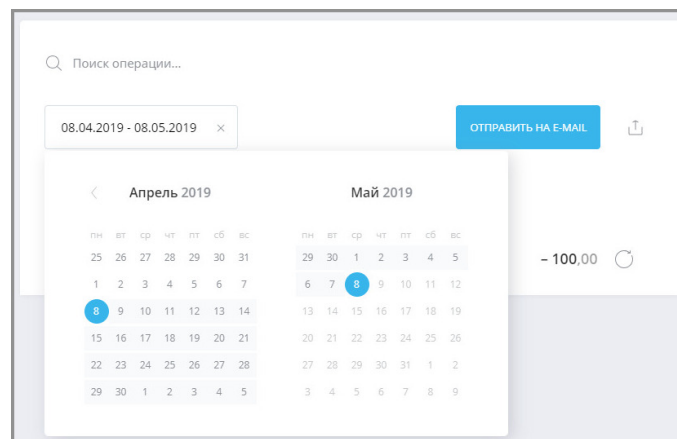 Поиск операции...
08.04.2019 - 08.05.2019 ×
ОТПРАВИТЬ НА E-MAIL
Апрель 2019
пн вт ср чт пт сб вс
25 26 27 28 29 30 31
1 2 3 4 5 6 7
8 9 10 11 12 13 14
15 16 17 18 19 20 21
22 23 24 25 26 27 28
29 30 1 2 3 4 5
Май 2019
пн вт ср чт пт сб вс
29 30 1 2 3 4 5
6 7 8 9 10 11 12
13 14 15 16 17 18 19
20 21 22 23 24 25 26
27 28 29 30 31 1 2
3 4 5 6 7 8 9
– 100,00